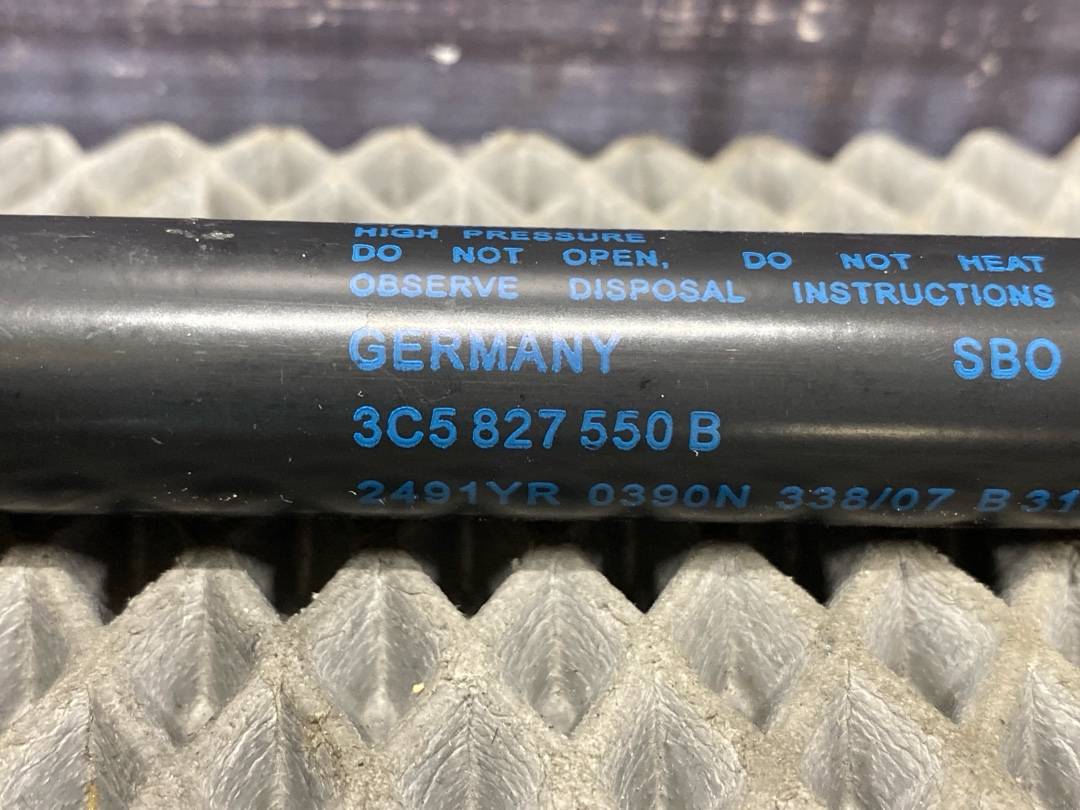 HIGH PRESSURE
DO NOT OPEN, DO NOT HEAT
OBSERVE DISPOSAL INSTRUCTIONS
GERMANY SBO
3C5 827 550 B
2491YR 0390N 338/07 B 31